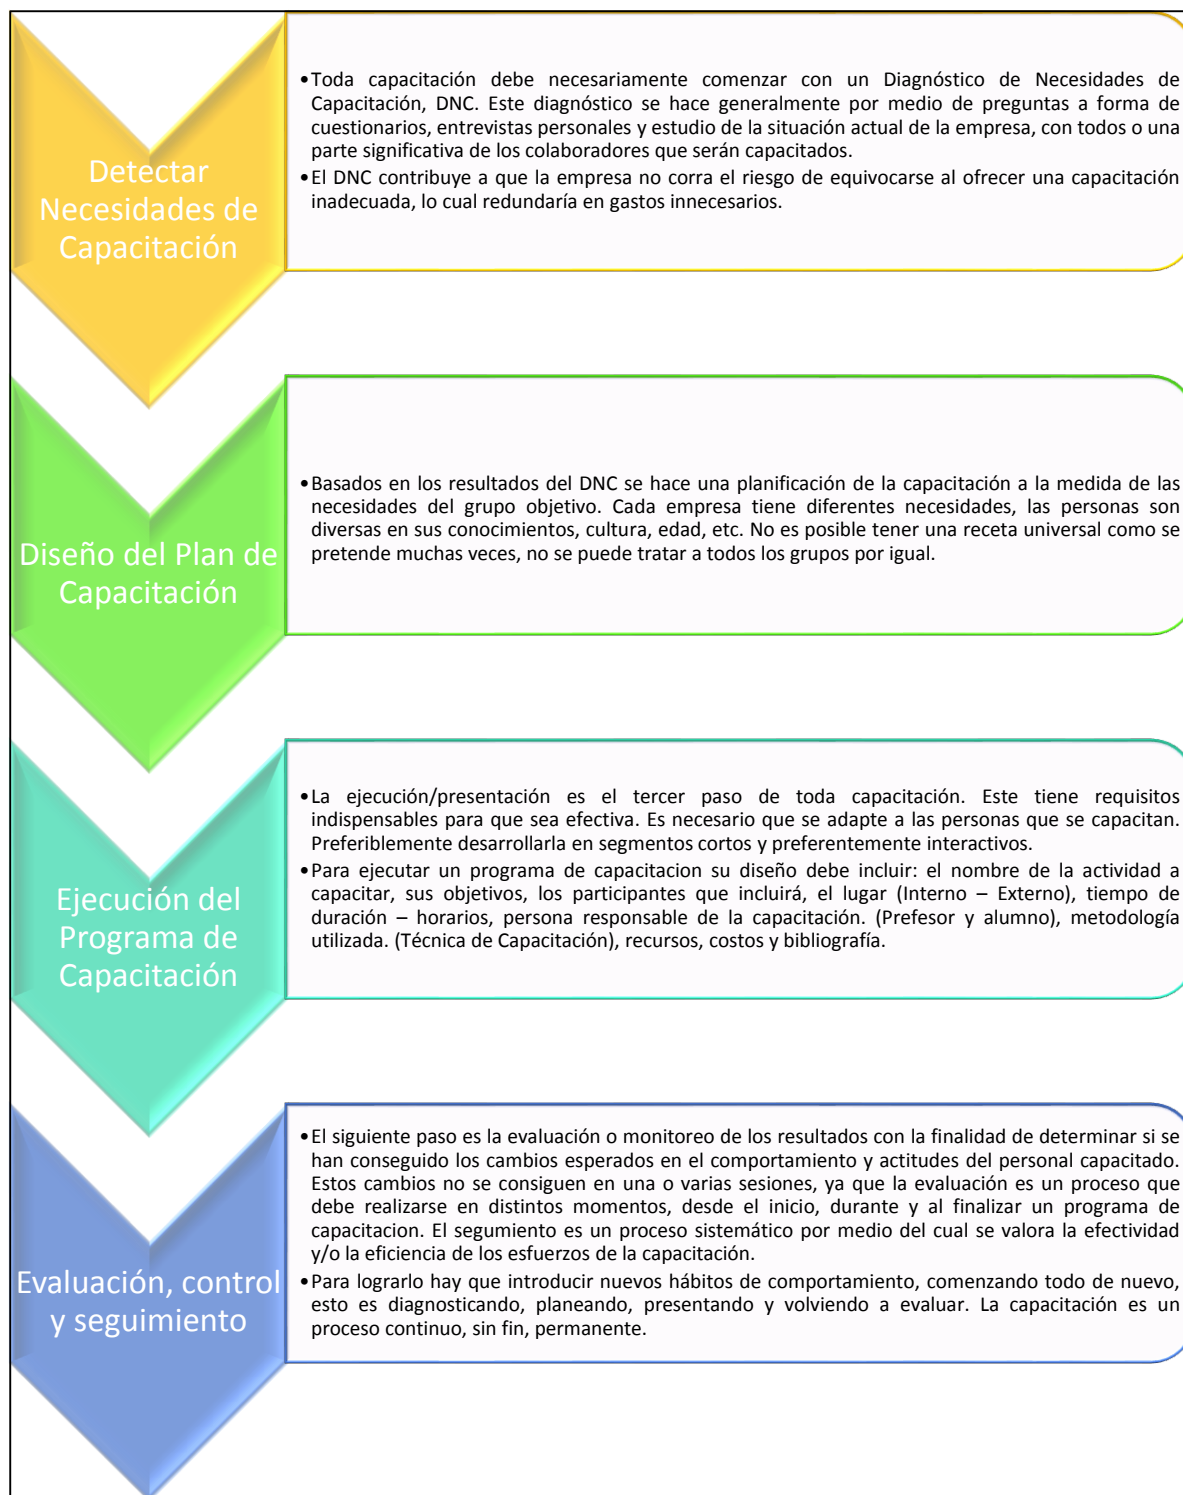 Detectar
Necesidades de
Capacitación
•Toda capacitación debe necesariamente comenzar con un Diagnóstico de Necesidades de
Capacitación, DNC. Este diagnóstico se hace generalmente por medio de preguntas a forma de
cuestionarios, entrevistas personales y estudio de la situación actual de la empresa, con todos o una
parte significativa de los colaboradores que serán capacitados.
•El DNC contribuye a que la empresa no corra el riesgo de equivocarse al ofrecer una capacitación
inadecuada, lo cual redundaría en gastos innecesarios.
Diseño del Plan de
Capacitación
•Basados en los resultados del DNC se hace una planificación de la capacitación a la medida de las
necesidades del grupo objetivo. Cada empresa tiene diferentes necesidades, las personas son
diversas en sus conocimientos, cultura, edad, etc. No es posible tener una receta universal como se
pretende muchas veces, no se puede tratar a todos los grupos por igual.
Ejecución del
Programa de
Capacitación
•La ejecución/presentación es el tercer paso de toda capacitación. Este tiene requisitos
indispensables para que sea efectiva. Es necesario que se adapte a las personas que se capacitan.
Preferiblemente desarrollarla en segmentos cortos y preferentemente interactivos.
•Para ejecutar un programa de capacitacion su diseño debe incluir: el nombre de la actividad a
capacitar, sus objetivos, los participantes que incluirá, el lugar (Interno – Externo), tiempo de
duración – horarios, persona responsable de la capacitación. (Prefesor y alumno), metodología
utilizada. (Técnica de Capacitación), recursos, costos y bibliografía.
Evaluación, control
y seguimiento
•El siguiente paso es la evaluación o monitoreo de los resultados con la finalidad de determinar si se
han conseguido los cambios esperados en el comportamiento y actitudes del personal capacitado.
Estos cambios no se consiguen en una o varias sesiones, ya que la evaluación es un proceso que
debe realizarse en distintos momentos, desde el inicio, durante y al finalizar un programa de
capacitacion. El segumiento es un proceso sistemático por medio del cual se valora la efectividad
y/o la eficiencia de los esfuerzos de la capacitación.
•Para lograrlo hay que introducir nuevos hábitos de comportamiento, comenzando todo de nuevo,
esto es diagnosticando, planeando, presentando y volviendo a evaluar. La capacitación es un
proceso continuo, sin fin, permanente.